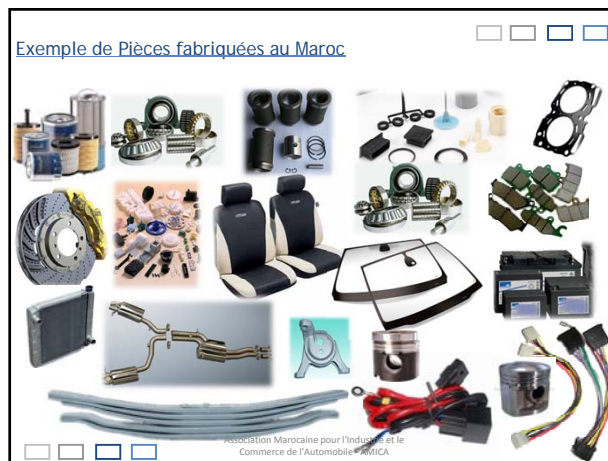 Exemple de Pièces fabriquées au Maroc
Association Marocaine pour l'Industrie et le
Commerce de l'Automobile - AMICA